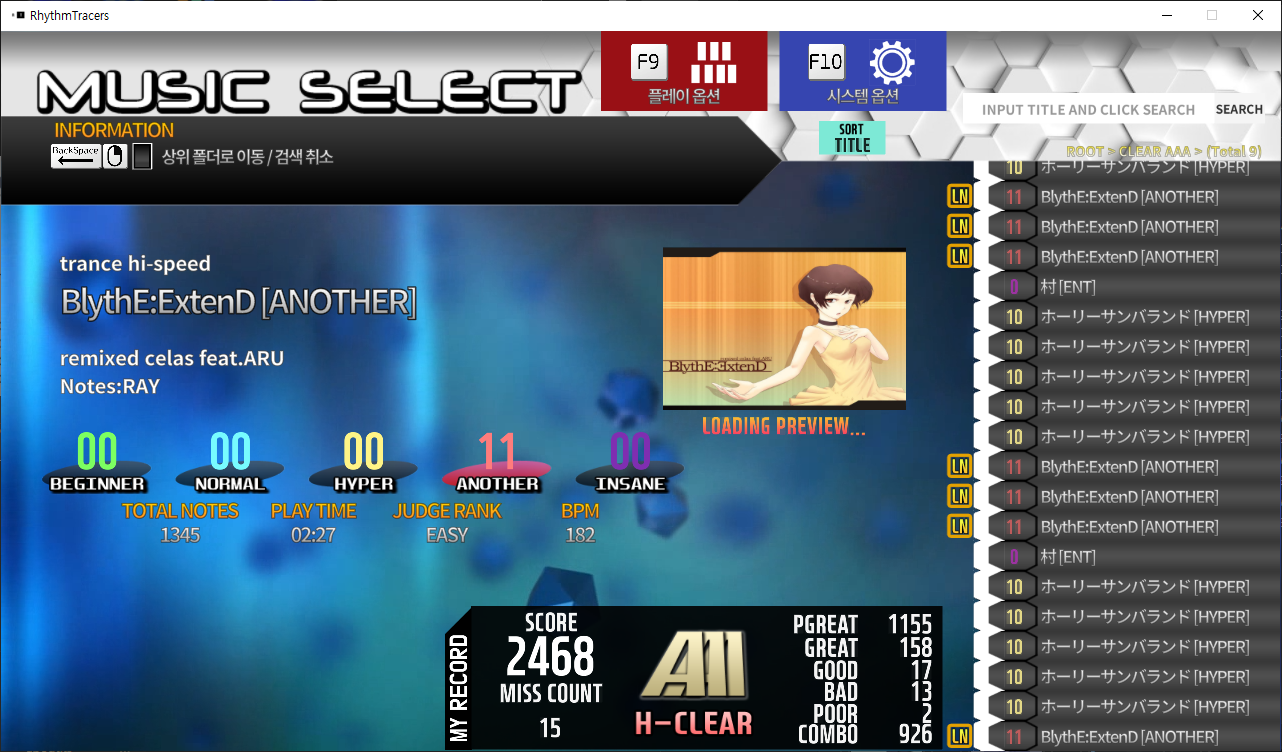 RhythmTracers
MUSIC SELECT
F9
플레이 옵션
F10
시스템 옵션
INPUT TITLE AND CLICK SEARCH
SEARCH
INFORMATION
BackSpace
상위 폴더로 이동 / 검색 취소
SORT
TITLE
ROOT > CLEAR AAA > (Total 9)
trance hi-speed
BlythE:ExtenD [ANOTHER]
remixed celas feat.ARU
Notes:RAY
remixed celas feat.ARU
BlythE:ƎxtenD
LOADING PREVIEW...
00 00 00 11 00
BEGINNER NORMAL HYPER ANOTHER INSANE
TOTAL NOTES PLAY TIME JUDGE RANK BPM
1345 02:27 EASY 182
MY RECORD
SCORE
2468
MISS COUNT
15
AAA
H-CLEAR
PGREAT 1155
GREAT 158
GOOD 17
BAD 13
POOR 2
COMBO 926
10 ホーリーサンバランド [HYPER]
LN 11 BlythE:ExtenD [ANOTHER]
LN 11 BlythE:ExtenD [ANOTHER]
LN 11 BlythE:ExtenD [ANOTHER]
0 村 [ENT]
10 ホーリーサンバランド [HYPER]
10 ホーリーサンバランド [HYPER]
10 ホーリーサンバランド [HYPER]
10 ホーリーサンバランド [HYPER]
10 ホーリーサンバランド [HYPER]
LN 11 BlythE:ExtenD [ANOTHER]
LN 11 BlythE:ExtenD [ANOTHER]
LN 11 BlythE:ExtenD [ANOTHER]
0 村 [ENT]
10 ホーリーサンバランド [HYPER]
10 ホーリーサンバランド [HYPER]
10 ホーリーサンバランド [HYPER]
10 ホーリーサンバランド [HYPER]
10 ホーリーサンバランド [HYPER]
LN 11 BlythE:ExtenD [ANOTHER]